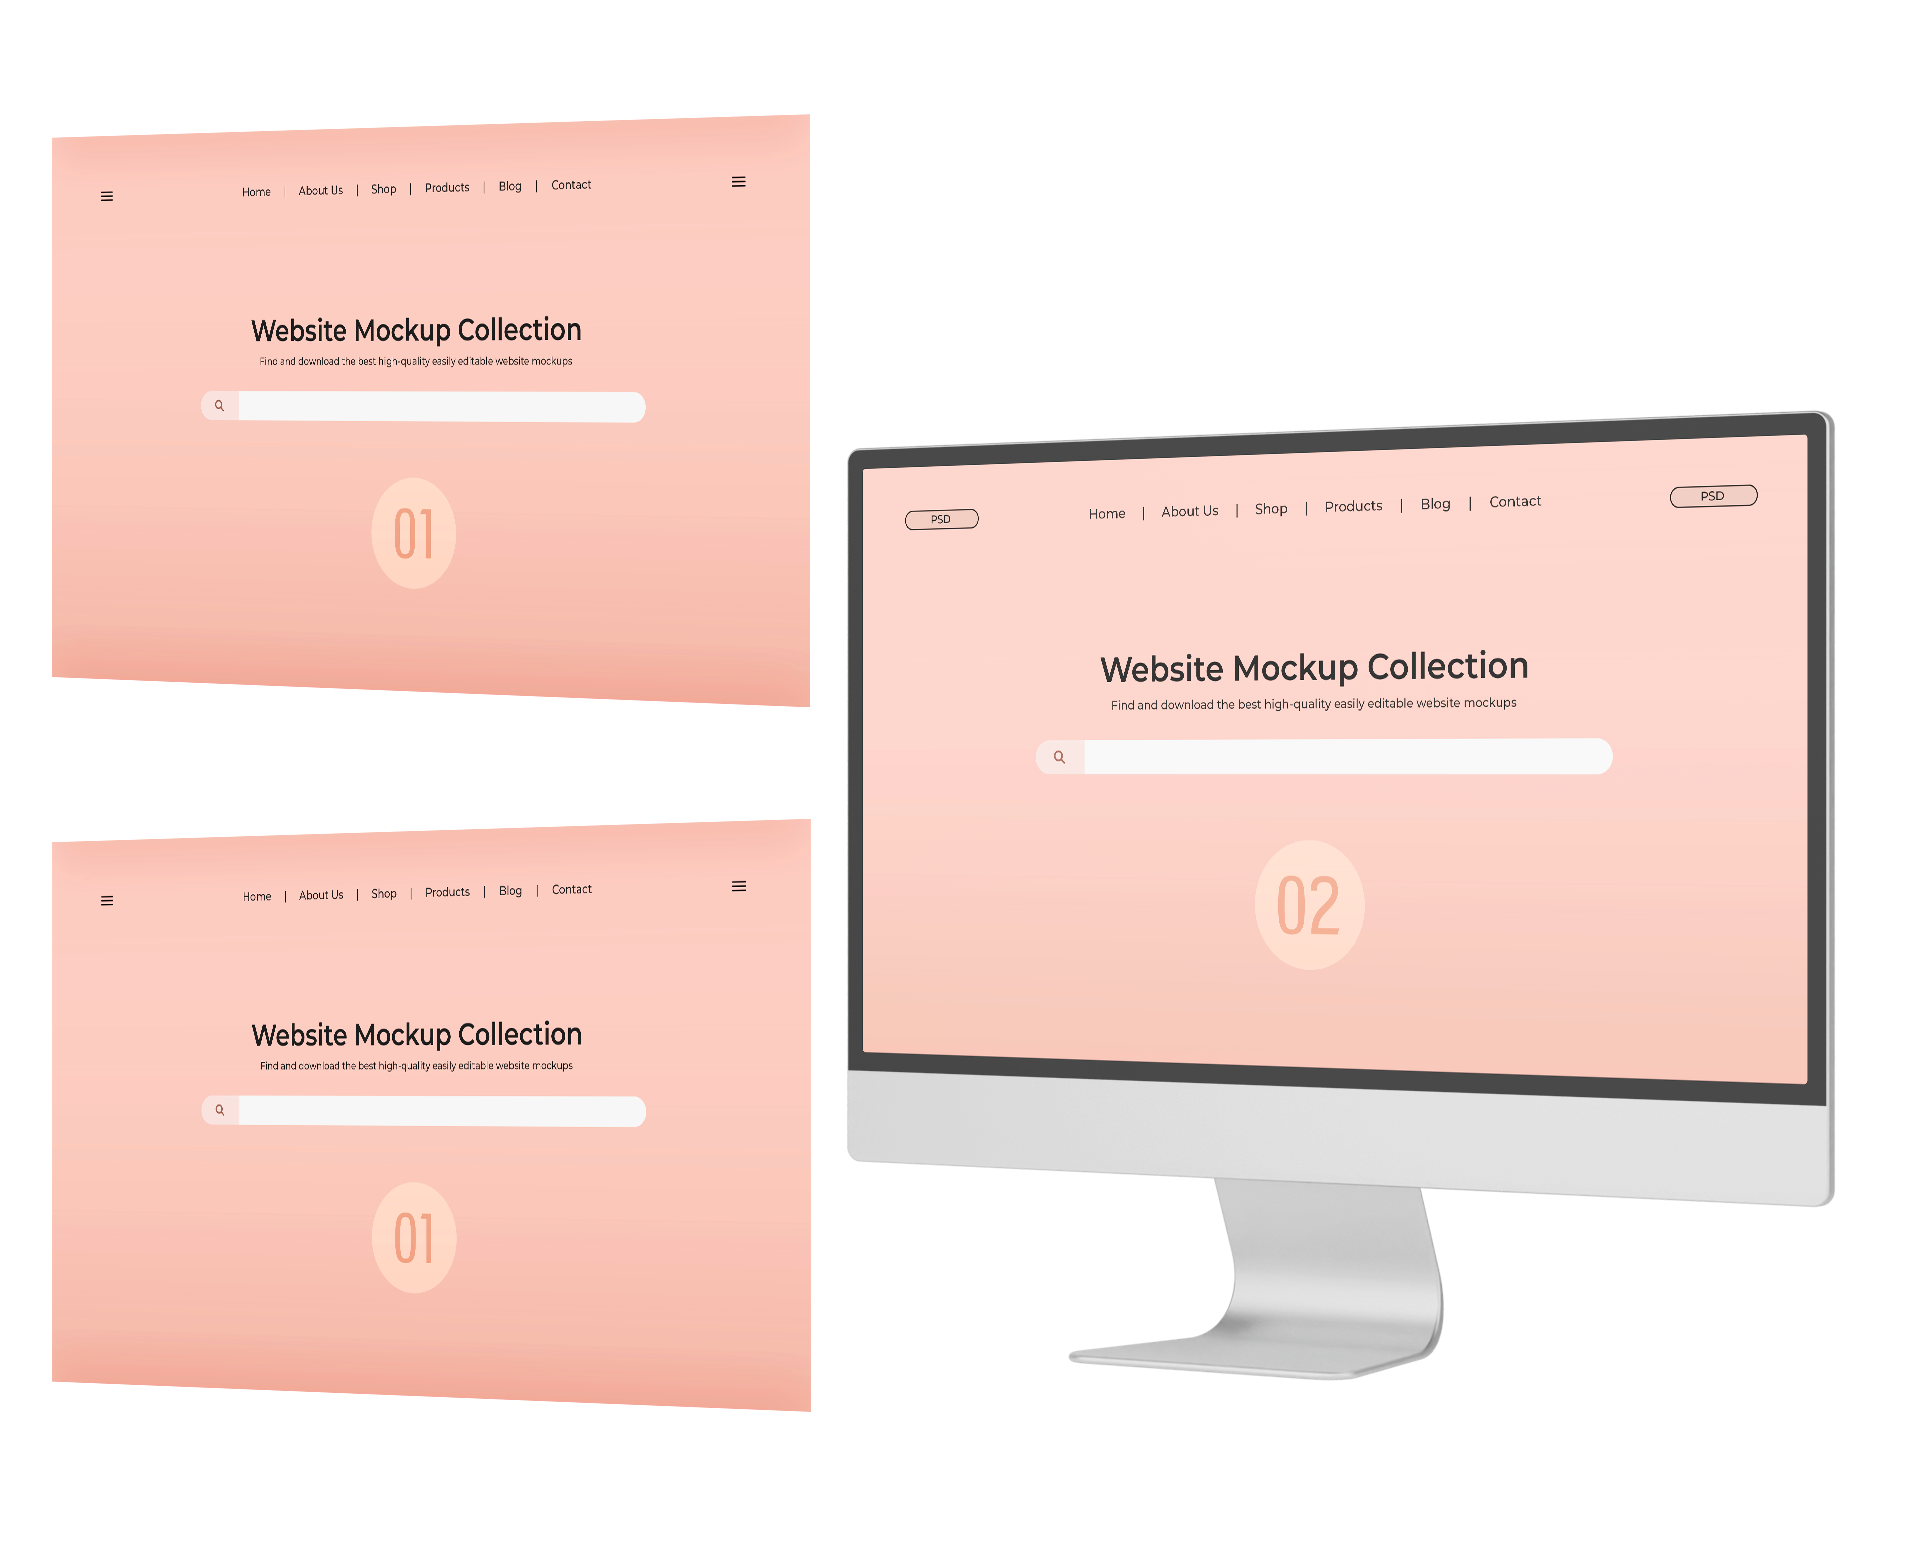 Home | About Us | Shop | Products | Blog | Contact
Website Mockup Collection
Find and download the best high-quality easily editable website mockups
01
Home | About Us | Shop | Products | Blog | Contact
Website Mockup Collection
Find and download the best high-quality easily editable website mockups
01
PSD Home | About Us | Shop | Products | Blog | Contact PSD
Website Mockup Collection
Find and download the best high-quality easily editable website mockups
02